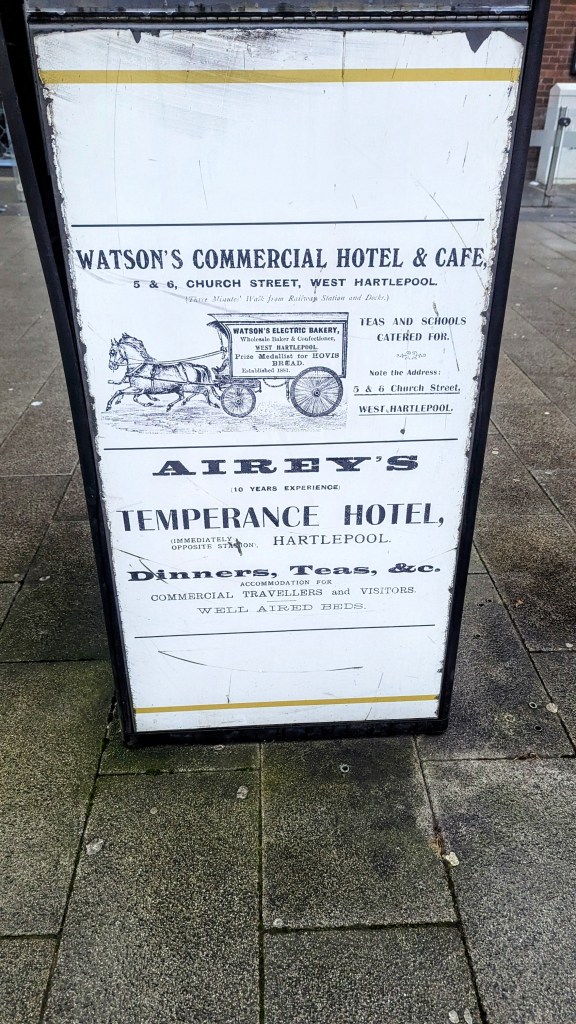 WATSON'S COMMERCIAL HOTEL & CAFE,
5 & 6, CHURCH STREET, WEST HARTLEPOOL.
(Three Minutes' Walk from Railway Station and Docks.)
WATSON'S ELECTRIC BAKERY,
Wholesale Baker & Confectioner,
WEST HARTLEPOOL.
Prize Medallist for HOVIS
BREAD.
Established 1881.
TEAS AND SCHOOLS
CATERED FOR.
Note the Address:
5 & 6 Church Street,
WEST HARTLEPOOL.
AIREY'S
(10 YEARS EXPERIENCE)
TEMPERANCE HOTEL,
(IMMEDIATELY
OPPOSITE STATION), HARTLEPOOL.
Dinners, Teas, &c.
ACCOMMODATION FOR
COMMERCIAL TRAVELLERS and VISITORS.
WELL AIRED BEDS.